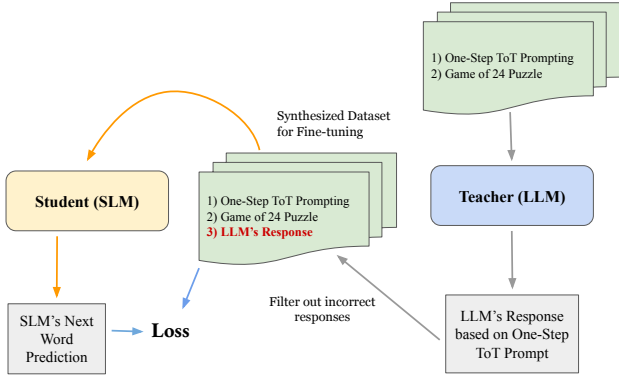 1) One-Step ToT Prompting
2) Game of 24 Puzzle
Synthesized Dataset
for Fine-tuning
Student (SLM)
1) One-Step ToT Prompting
2) Game of 24 Puzzle
3) LLM's Response
Teacher (LLM)
Filter out incorrect
responses
SLM's Next
Word
Prediction
Loss
LLM's Response
based on One-Step
ToT Prompt